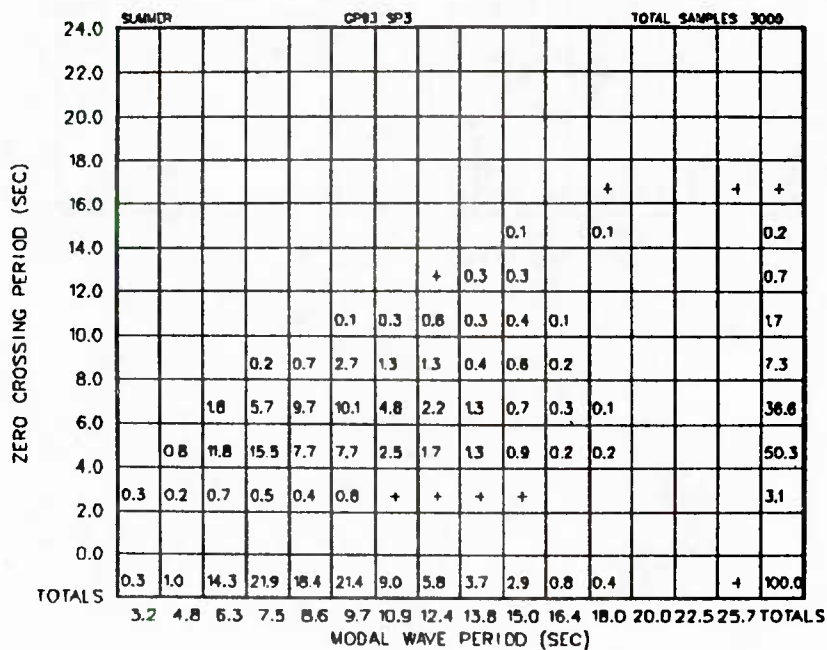 SUMMER GP93 SP3 TOTAL SAMPLES 3000
24.0
22.0
20.0
18.0
+ + +
16.0
0.1 0.1 0.2
14.0
+ 0.3 0.3 0.7
12.0
0.1 0.3 0.6 0.3 0.4 0.1 1.7
10.0
0.2 0.7 2.7 1.3 1.3 0.4 0.6 0.2 7.3
8.0
1.8 5.7 9.7 10.1 4.8 2.2 1.3 0.7 0.3 0.1 36.6
6.0
0.8 11.8 15.5 7.7 7.7 2.5 1.7 1.3 0.9 0.2 0.2 50.3
4.0
0.3 0.2 0.7 0.5 0.4 0.8 + + + + 3.1
2.0
0.0
0.3 1.0 14.3 21.9 18.4 21.4 9.0 5.8 3.7 2.9 0.8 0.4 + 100.0
TOTALS
3.2 4.8 6.3 7.5 8.6 9.7 10.9 12.4 13.8 15.0 16.4 18.0 20.0 22.5 25.7 TOTALS
MODAL WAVE PERIOD (SEC)
ZERO CROSSING PERIOD (SEC)